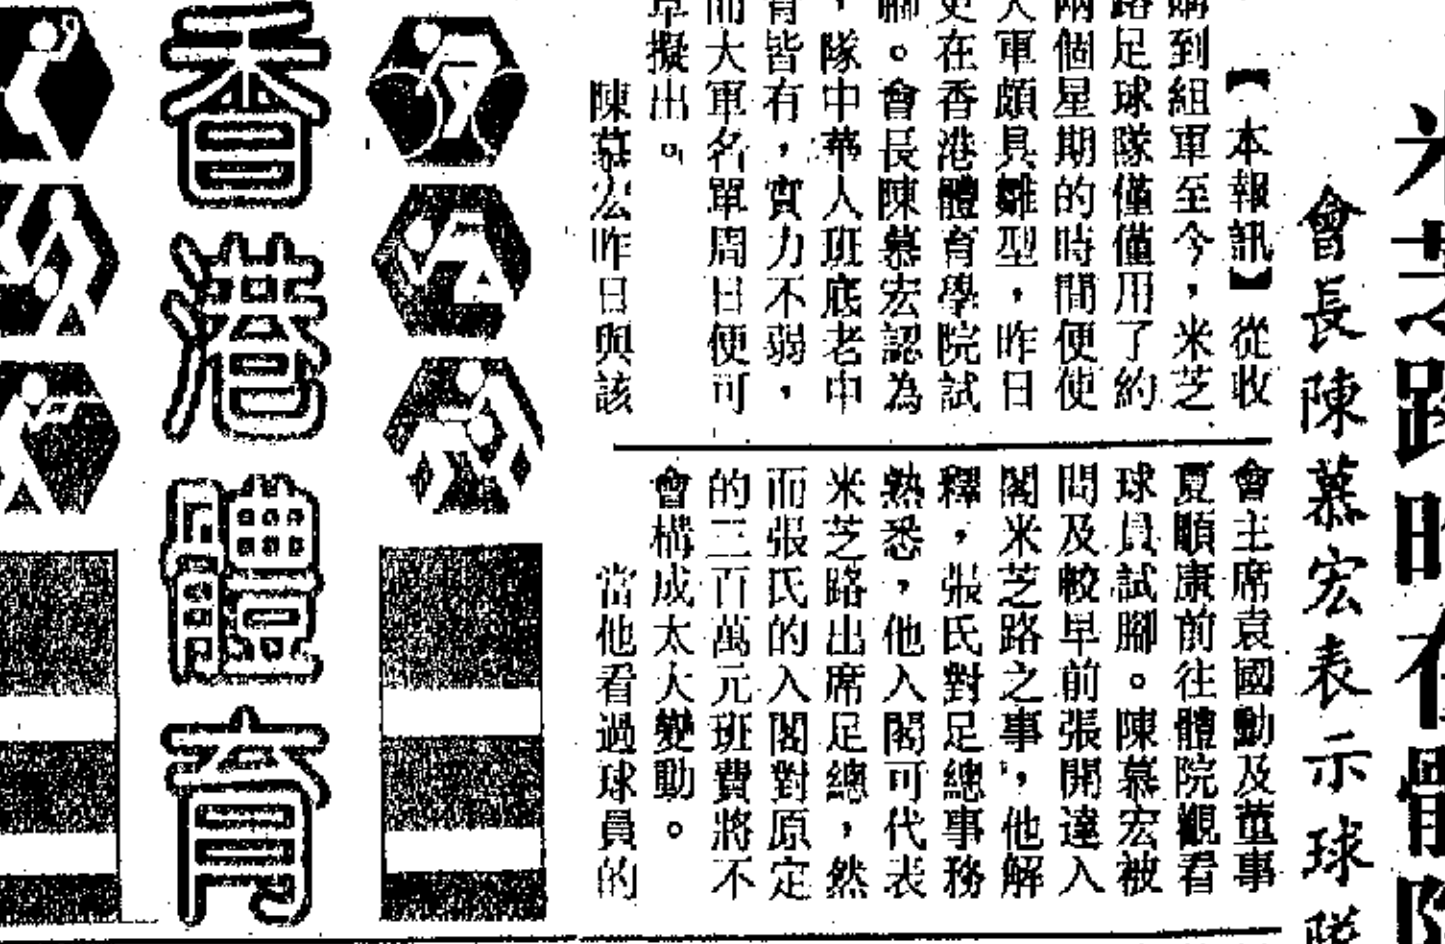 米芝路昨在體院
會長陳慕宏表示球隊
【本報訊】從收
購到組軍至今，米芝
路足球隊僅僅用了約
兩個星期的時間便使
大軍頗具雛型，昨日
更在香港體育學院試
腳。會長陳慕宏認為
，隊中華人班底老中
青皆有，實力不弱，
而大軍名單周日便可
草擬出。
陳慕宏昨日與該
會主席袁國勳及董事
夏順康前往體院觀看
球員試腳。陳慕宏被
問及較早前張開達入
閣米芝路之事，他解
釋，張氏對足總事務
熟悉，他入閣可代表
米芝路出席足總，然
而張氏的入閣對原定
的三百萬元班費將不
會構成太大變動。
當他看過球員的
香港體育